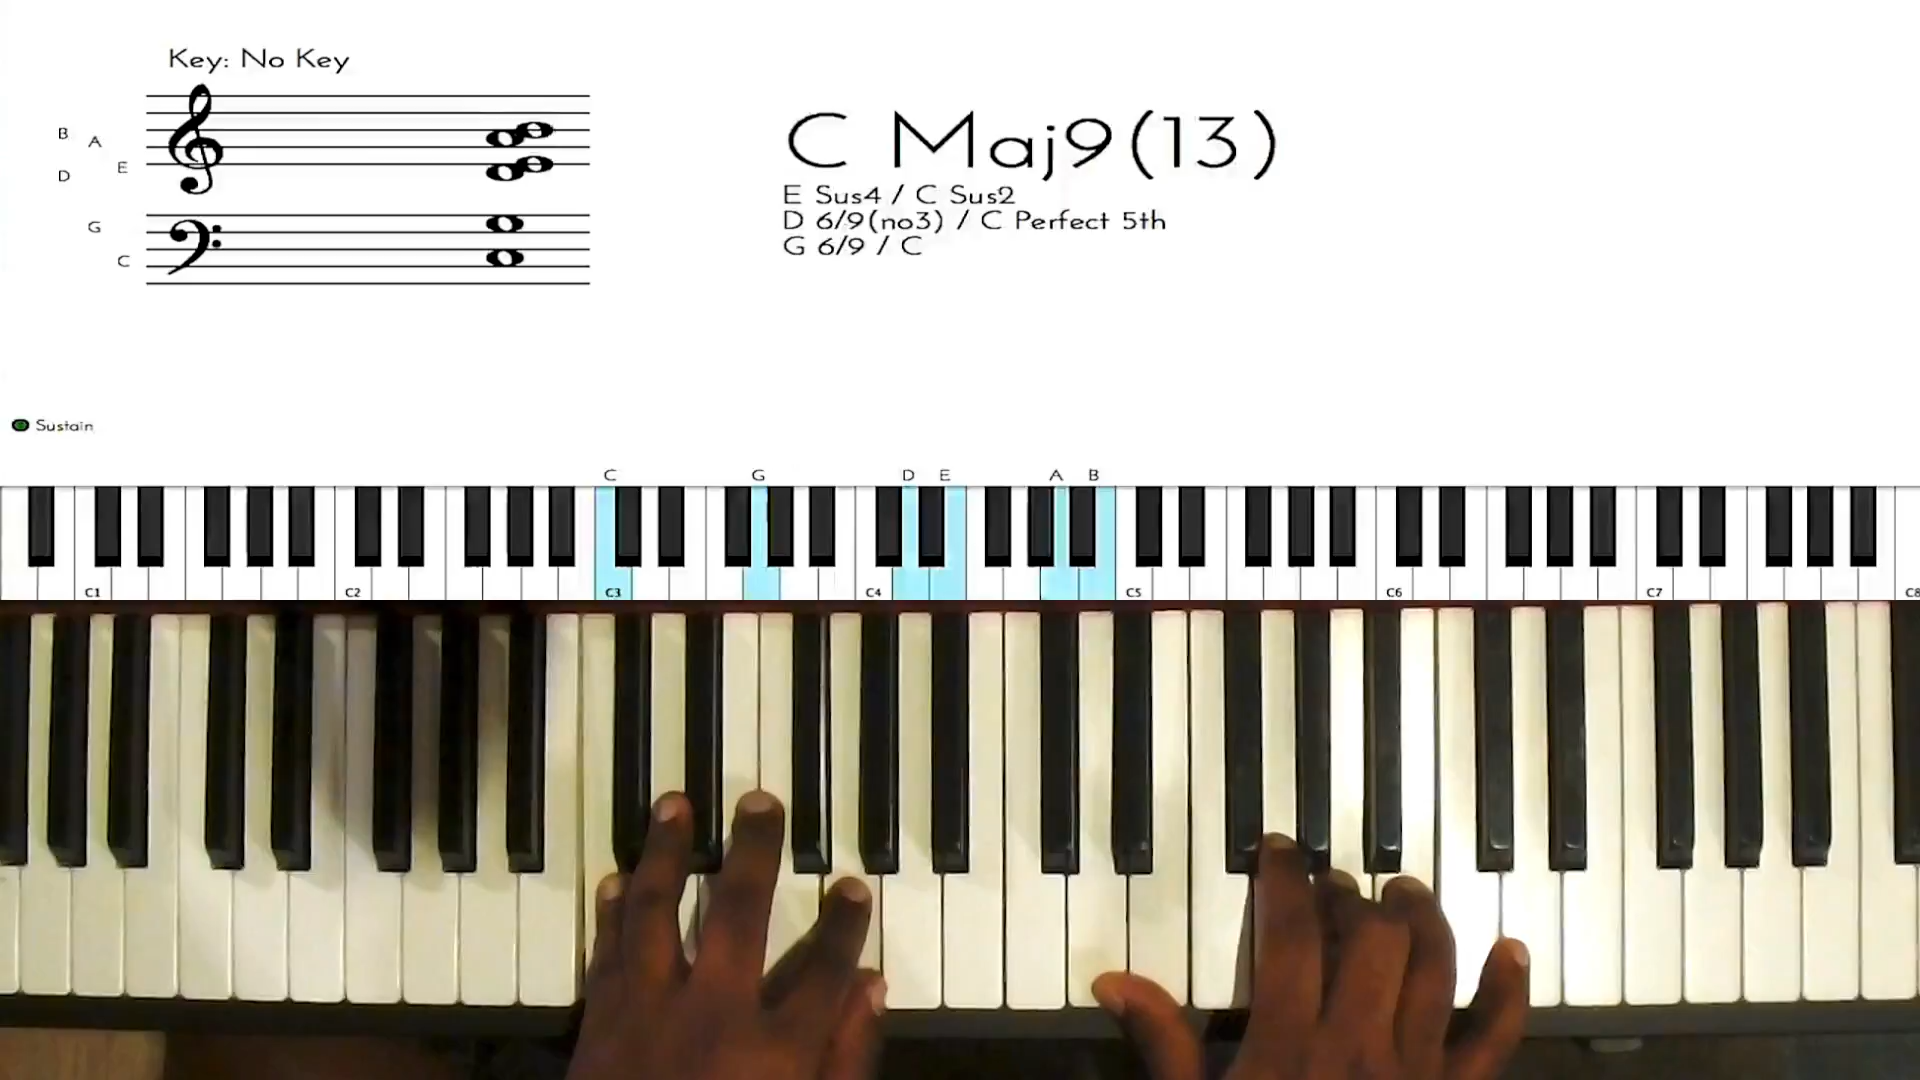 Key: No Key
B
A
E
D
G
C
C Maj9(13)
E Sus4 / C Sus2
D 6/9(no3) / C Perfect 5th
G 6/9 / C
Sustain
C G D E A B
C1 C2 C3 C4 C5 C6 C7 C8